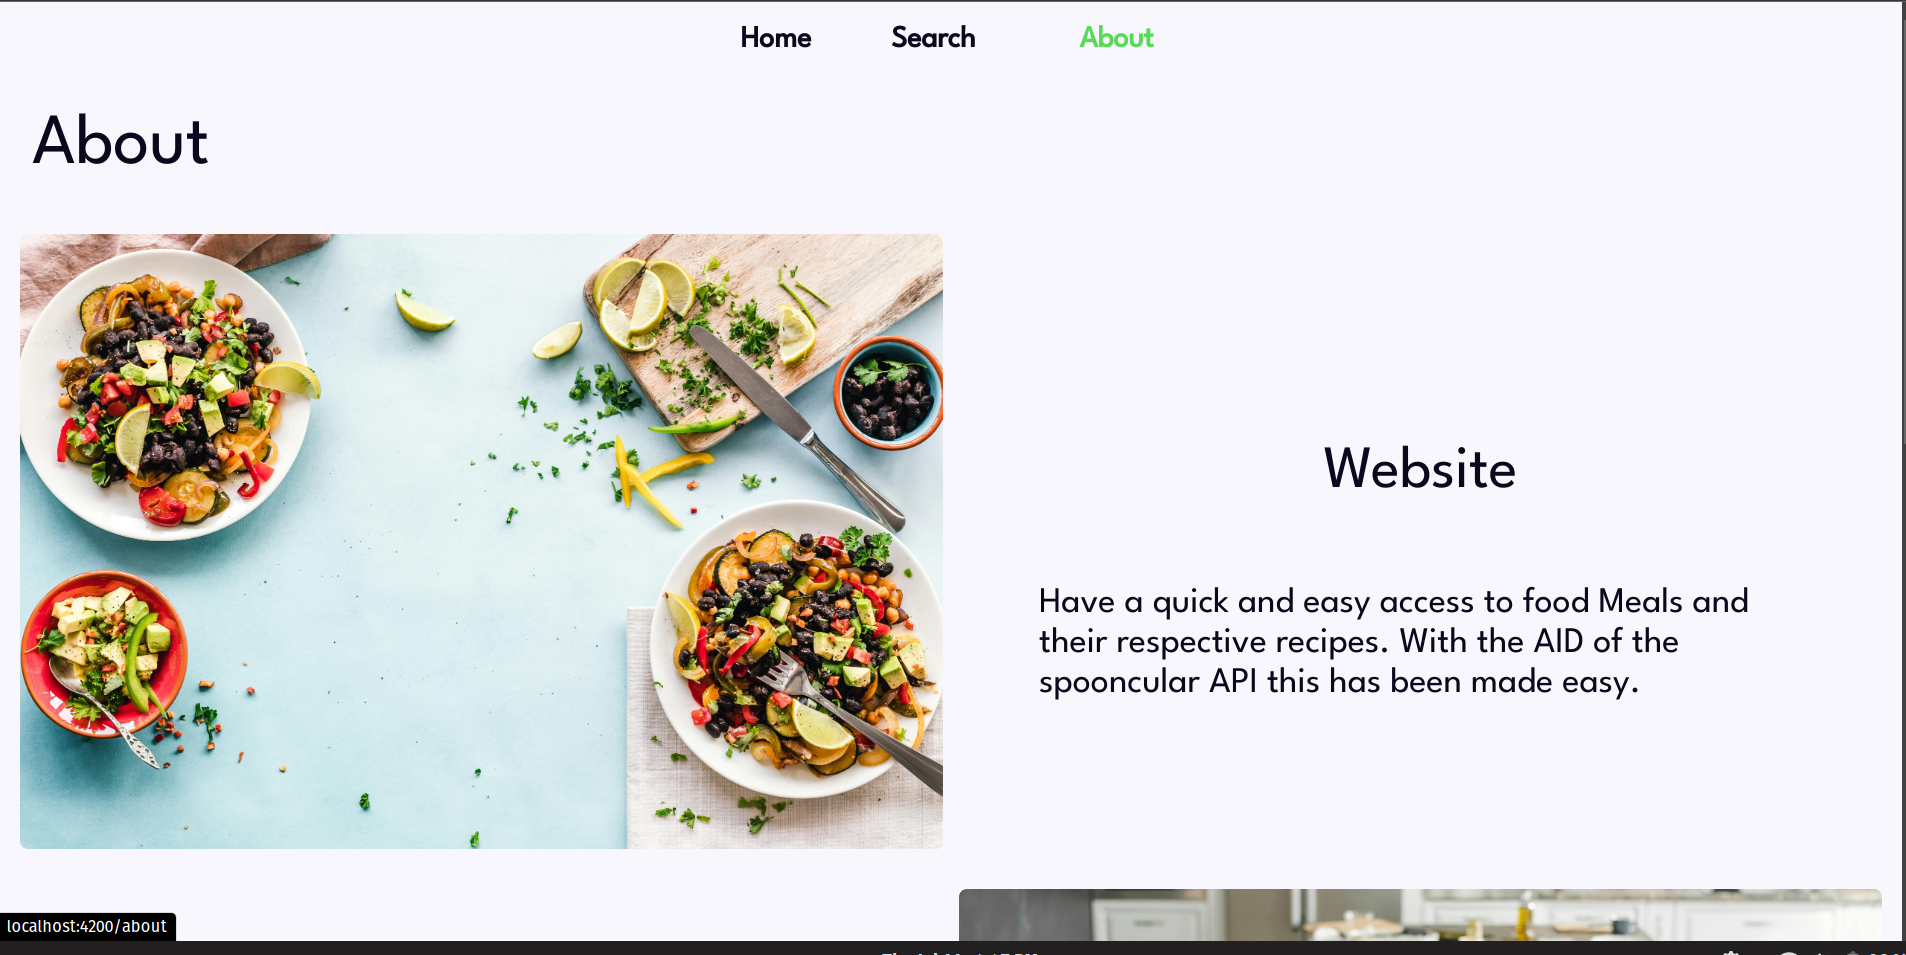 Home Search About
About
Website
Have a quick and easy access to food Meals and
their respective recipes. With the AID of the
spooncular API this has been made easy.
localhost:4200/about